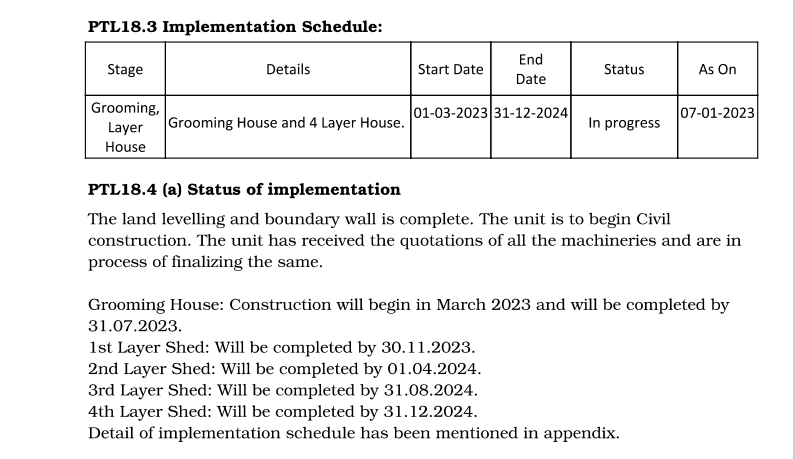 PTL18.3 Implementation Schedule:
Stage Details Start Date End Date Status As On
Grooming, Layer House Grooming House and 4 Layer House. 01-03-2023 31-12-2024 In progress 07-01-2023
PTL18.4 (a) Status of implementation
The land levelling and boundary wall is complete. The unit is to begin Civil
construction. The unit has received the quotations of all the machineries and are in
process of finalizing the same.
Grooming House: Construction will begin in March 2023 and will be completed by
31.07.2023.
1st Layer Shed: Will be completed by 30.11.2023.
2nd Layer Shed: Will be completed by 01.04.2024.
3rd Layer Shed: Will be completed by 31.08.2024.
4th Layer Shed: Will be completed by 31.12.2024.
Detail of implementation schedule has been mentioned in appendix.